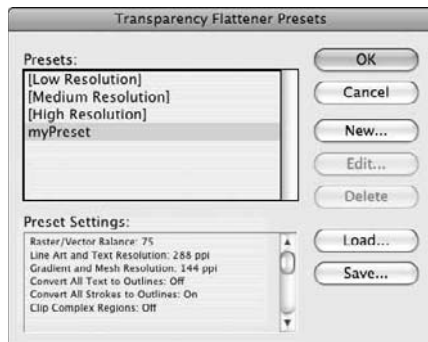 Transparency Flattener Presets
Presets:
[Low Resolution]
[Medium Resolution]
[High Resolution]
myPreset
OK
Cancel
New...
Edit...
Delete
Load...
Save...
Preset Settings:
Raster/Vector Balance: 75
Line Art and Text Resolution: 288 ppi
Gradient and Mesh Resolution: 144 ppi
Convert All Text to Outlines: Off
Convert All Strokes to Outlines: On
Clip Complex Regions: Off